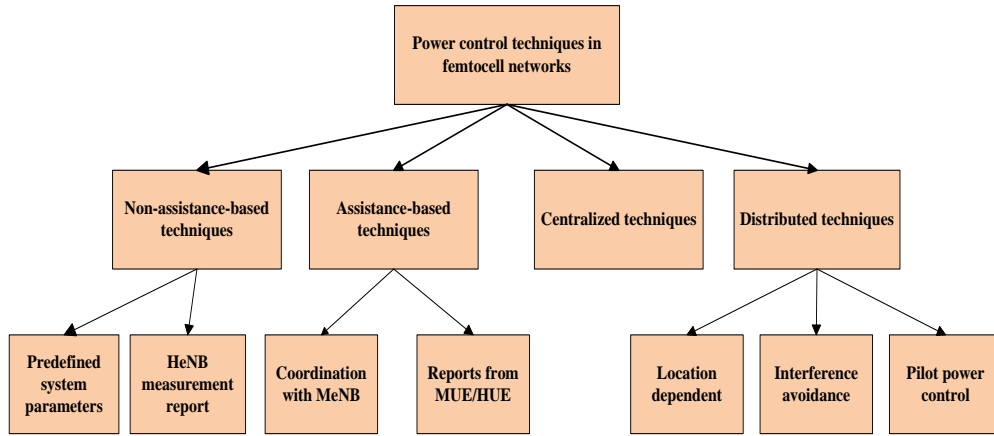 Power control techniques in
femtocell networks
Non-assistance-based
techniques
Assistance-based
techniques
Centralized techniques
Distributed techniques
Predefined
system
parameters
HeNB
measurement
report
Coordination
with MeNB
Reports from
MUE/HUE
Location
dependent
Interference
avoidance
Pilot power
control